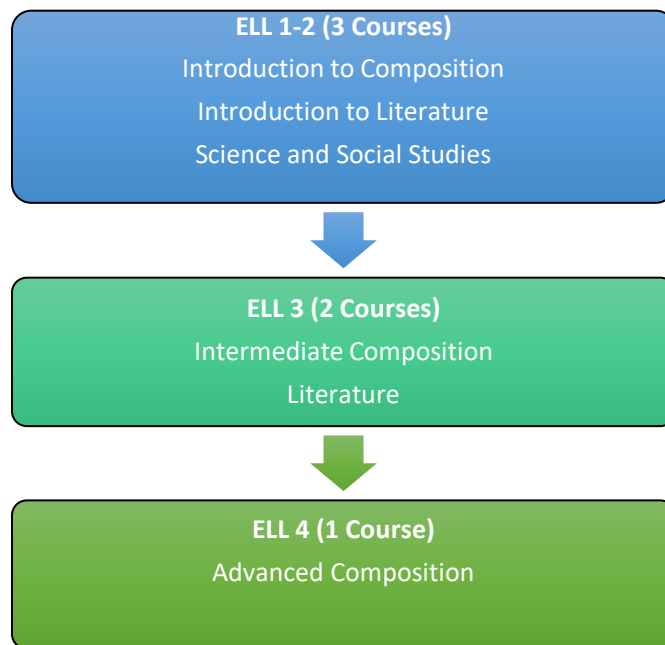 ELL 1-2 (3 Courses)
Introduction to Composition
Introduction to Literature
Science and Social Studies
ELL 3 (2 Courses)
Intermediate Composition
Literature
ELL 4 (1 Course)
Advanced Composition